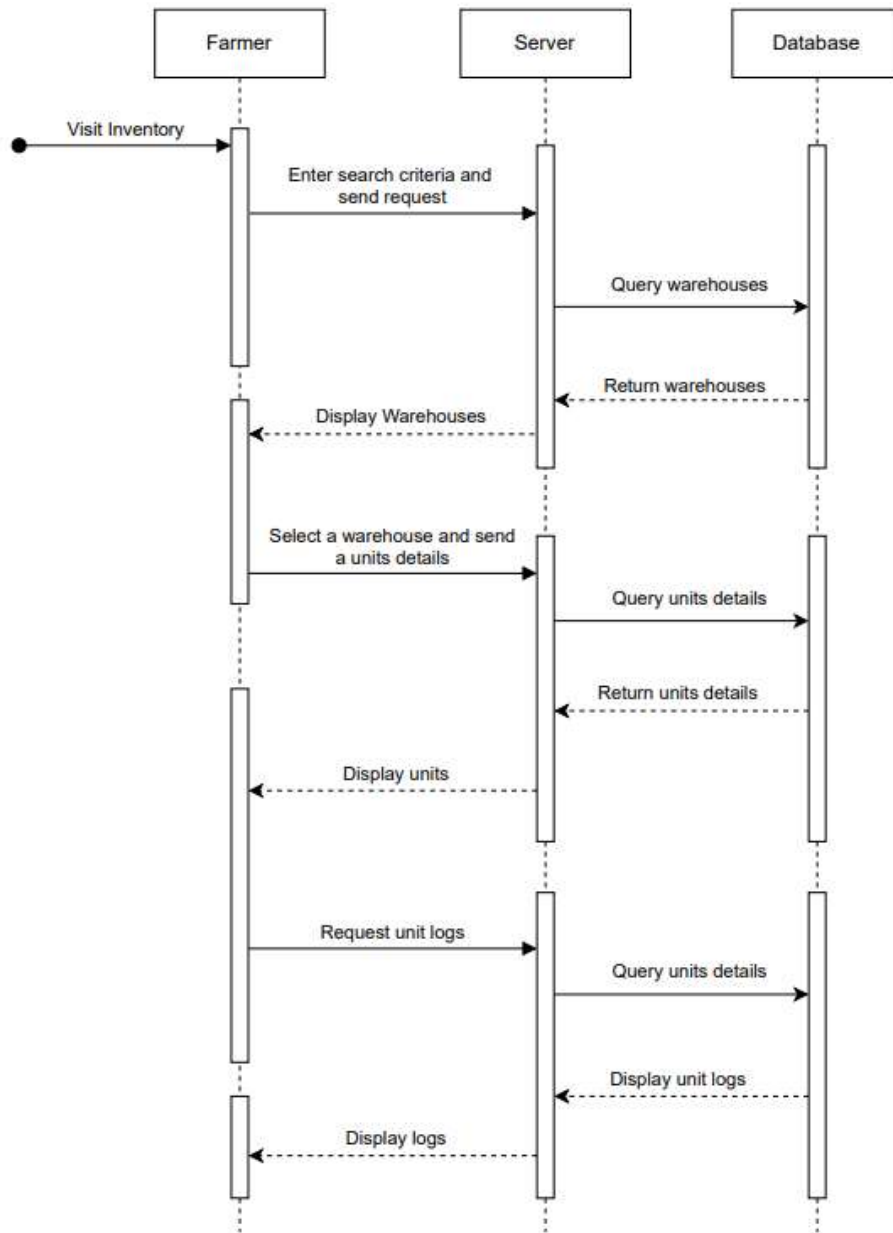 Farmer
Server
Database
Visit Inventory
Enter search criteria and
send request
Query warehouses
Return warehouses
Display Warehouses
Select a warehouse and send
a units details
Query units details
Return units details
Display units
Request unit logs
Query units details
Display unit logs
Display logs